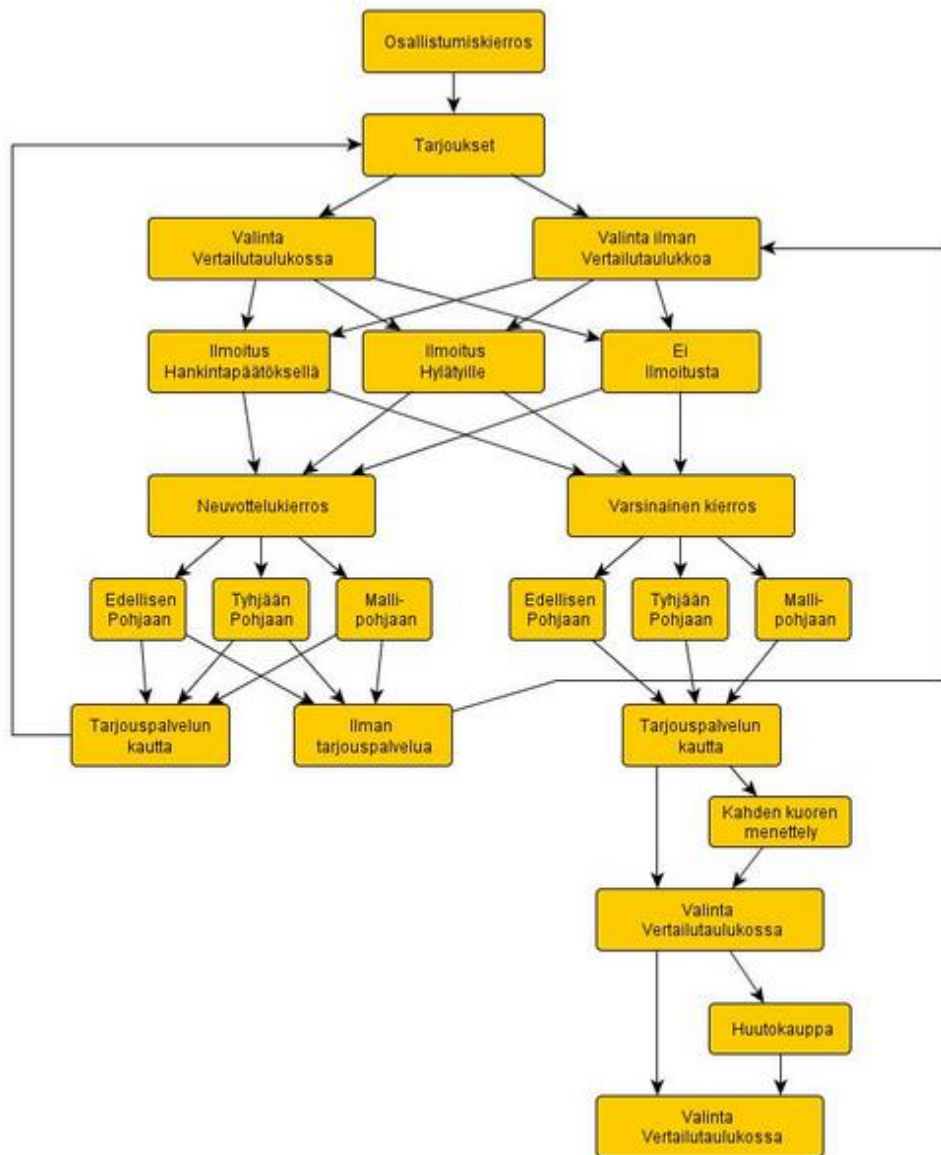 Osallistumiskierros
Tarjoukset
Valinta
Vertailutaulukossa
Valinta ilman
Vertailutaulukkoa
Ilmoitus
Hankintapäätöksellä
Ilmoitus
Hylätyille
Ei
Ilmoitusta
Neuvottelukierros
Varsinainen kierros
Edellisen
Pohjaan
Tyhjään
Pohjaan
Malli-
pohjaan
Edellisen
Pohjaan
Tyhjään
Pohjaan
Malli-
pohjaan
Tarjouspalvelun
kautta
Ilman
tarjouspalvelua
Tarjouspalvelun
kautta
Kahden kuoren
menettely
Valinta
Vertailutaulukossa
Huutokauppa
Valinta
Vertailutaulukossa